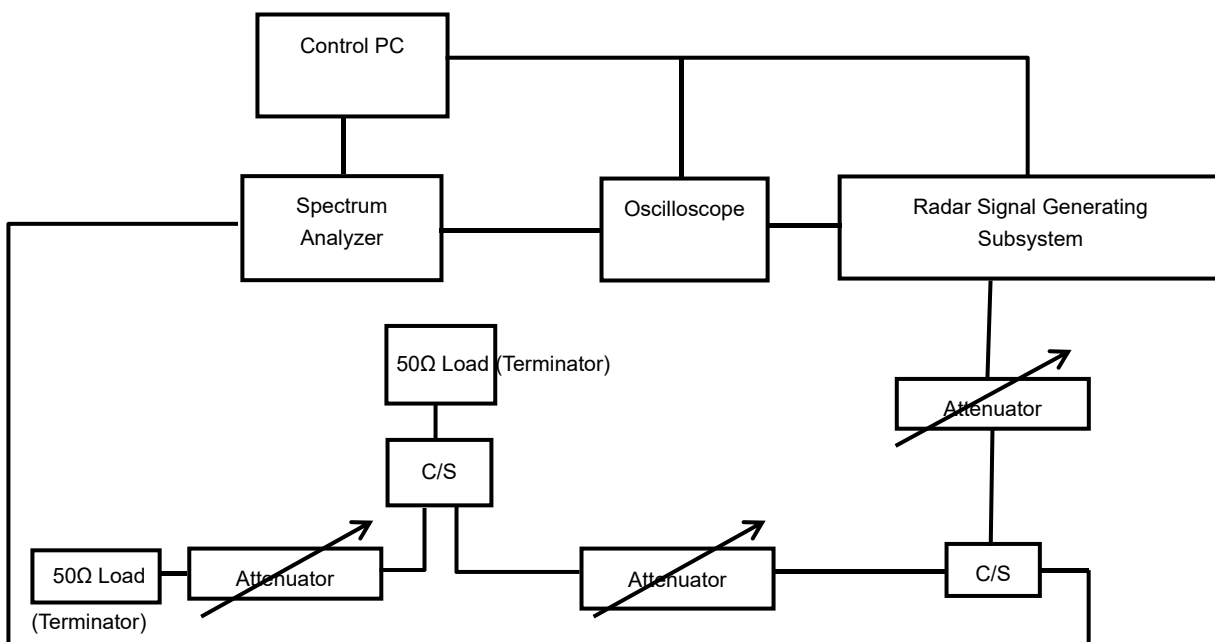 Control PC
Spectrum
Analyzer
Oscilloscope
Radar Signal Generating
Subsystem
50Ω Load (Terminator)
Attenuator
C/S
50Ω Load
(Terminator)
Attenuator
Attenuator
C/S